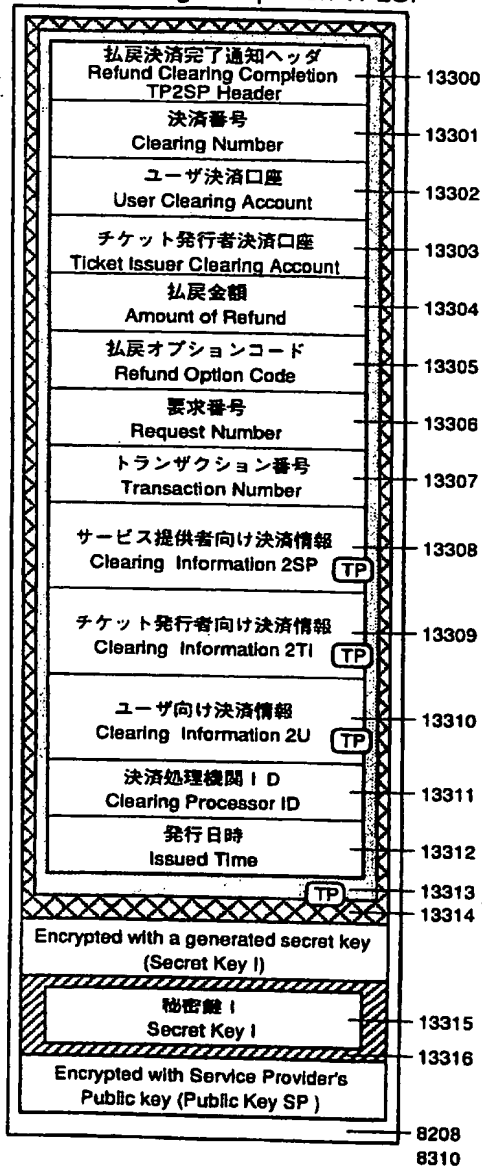 払戻決済完了通知ヘッダ
Refund Clearing Completion
TP2SP Header
13300
決済番号
Clearing Number
13301
ユーザ決済口座
User Clearing Account
13302
チケット発行者決済口座
Ticket Issuer Clearing Account
13303
払戻金額
Amount of Refund
13304
払戻オプションコード
Refund Option Code
13305
要求番号
Request Number
13306
トランザクション番号
Transaction Number
13307
サービス提供者向け決済情報
Clearing Information 2SP
TP
13308
チケット発行者向け決済情報
Clearing Information 2TI
TP
13309
ユーザ向け決済情報
Clearing Information 2U
TP
13310
決済処理機関ID
Clearing Processor ID
13311
発行日時
Issued Time
13312
TP
13313
13314
Encrypted with a generated secret key
(Secret Key I)
秘密鍵 I
Secret Key I
13315
13316
Encrypted with Service Provider's
Public key (Public Key SP )
8208
8310